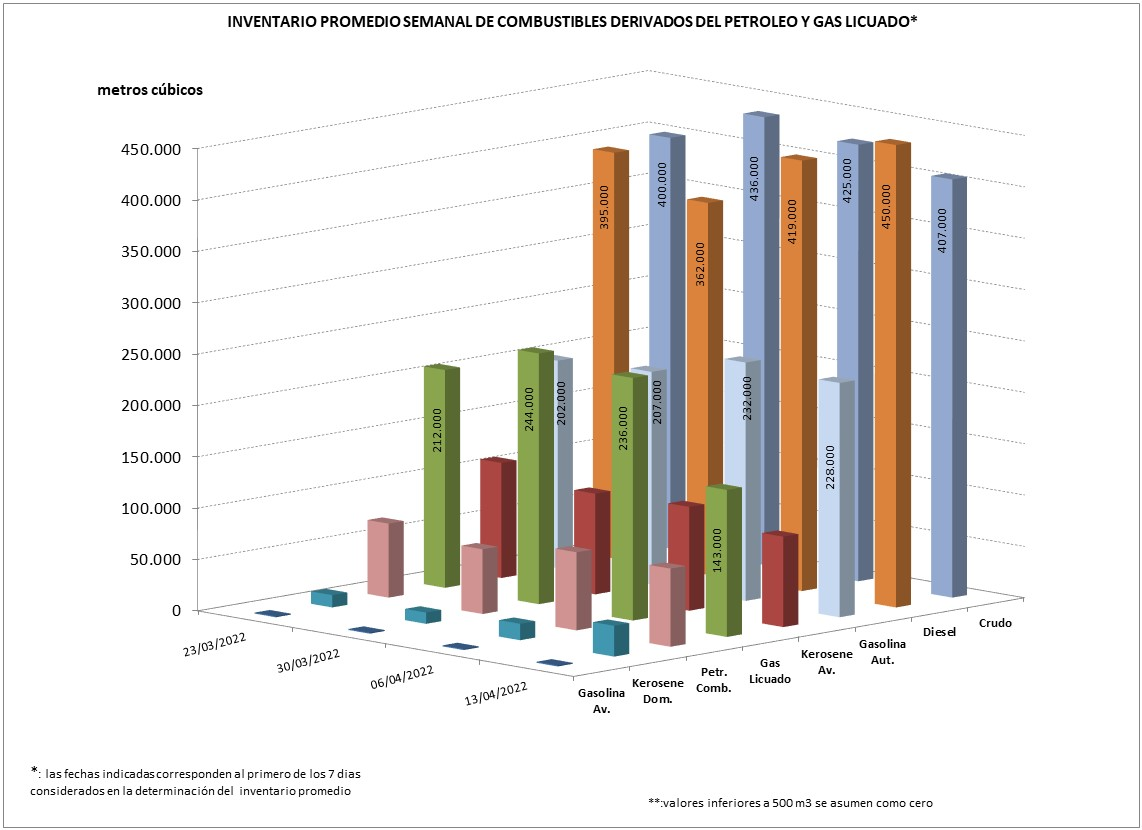 INVENTARIO PROMEDIO SEMANAL DE COMBUSTIBLES DERIVADOS DEL PETROLEO Y GAS LICUADO*
metros cúbicos
450.000
400.000
350.000
300.000
250.000
200.000
150.000
100.000
50.000
0
395.000
400.000
436.000
425.000
450.000
407.000
362.000
419.000
212.000
244.000
202.000
236.000
207.000
232.000
228.000
143.000
23/03/2022
30/03/2022
06/04/2022
13/04/2022
Gasolina
Av.
Kerosene
Dom.
Petr.
Comb.
Gas
Licuado
Kerosene
Av.
Gasolina
Aut.
Diesel
Crudo
*: las fechas indicadas corresponden al primero de los 7 dias
considerados en la determinación del inventario promedio
**:valores inferiores a 500 m3 se asumen como cero